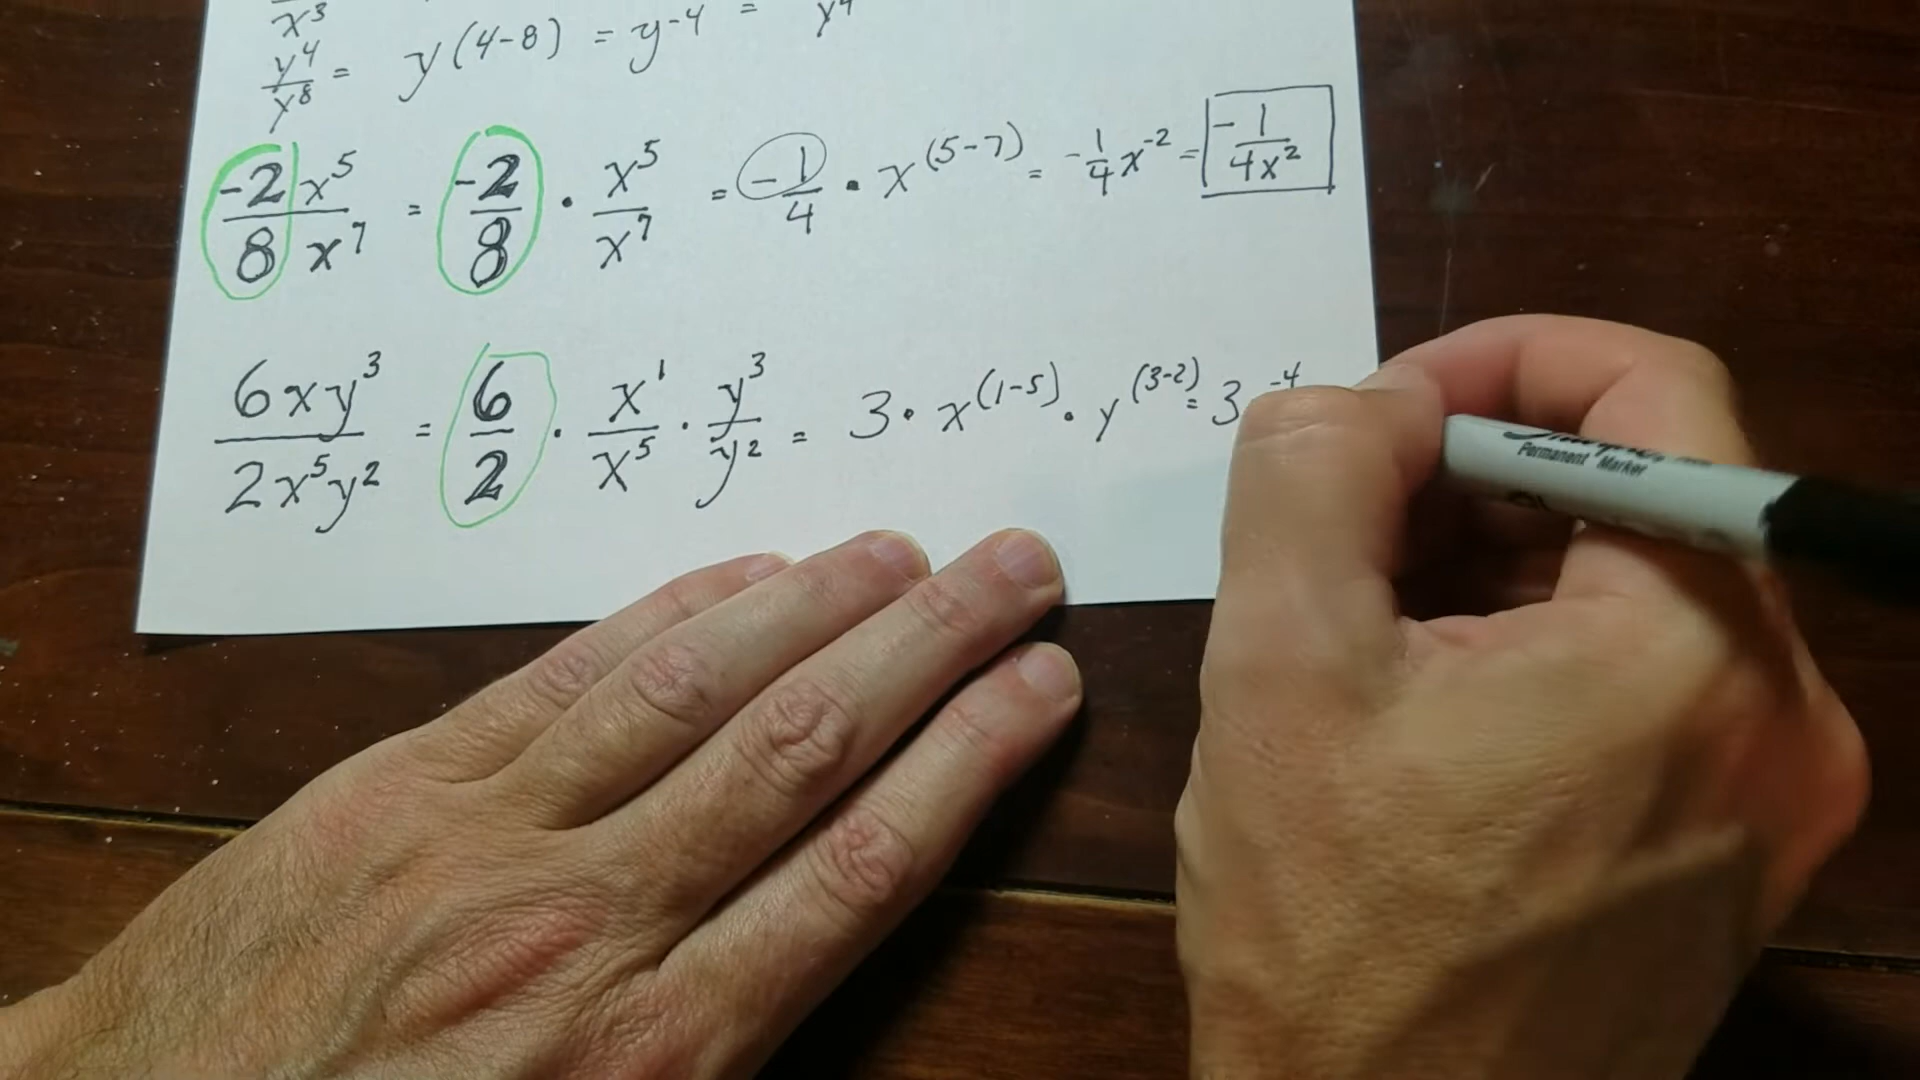 x³
y⁴/y⁸ = y(4-8) = y-4 = y⁴
-2x⁵/8x⁷ = -2/8 · x⁵/x⁷ = -1/4 · x(5-7) = -1/4 x⁻² = -1/4x²
6xy³/2x⁵y² = 6/2 · x¹/x⁵ · y³/y² = 3 · x(1-5) · y(3-2) = 3 -4
Permanent Marker